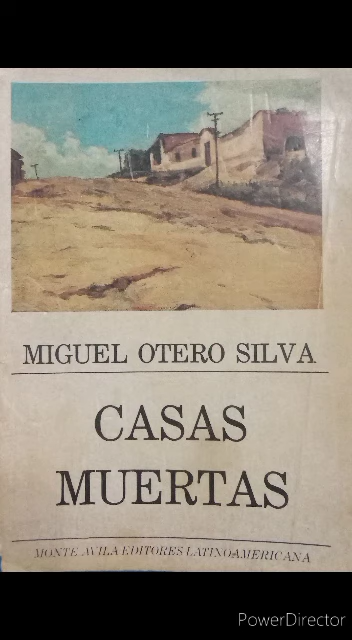 MIGUEL OTERO SILVA
CASAS
MUERTAS
MONTE AVILA EDITORES LATINOAMERICANA
PowerDirector